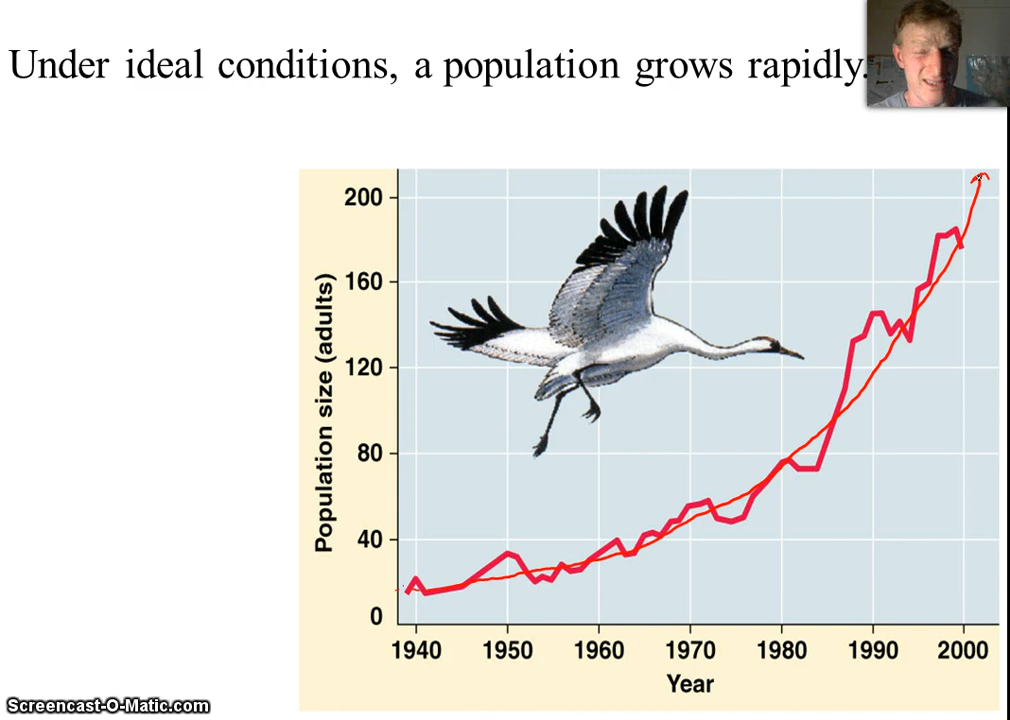 Under ideal conditions, a population grows rapidly.
200
160
120
80
40
0
Population size (adults)
1940 1950 1960 1970 1980 1990 2000
Year
Screencast-O-Matic.com